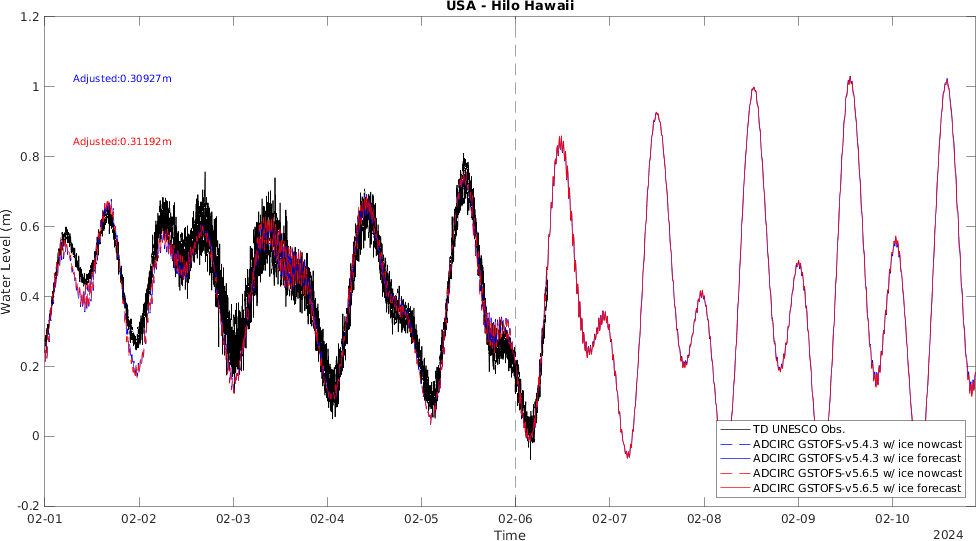 USA - Hilo Hawaii
1.2
1
0.8
0.6
0.4
0.2
0
-0.2
Water Level (m)
Adjusted:0.30927m
Adjusted:0.31192m
TD UNESCO Obs.
ADCIRC GSTOFS-v5.4.3 w/ ice nowcast
ADCIRC GSTOFS-v5.4.3 w/ ice forecast
ADCIRC GSTOFS-v5.6.5 w/ ice nowcast
ADCIRC GSTOFS-v5.6.5 w/ ice forecast
02-01 02-02 02-03 02-04 02-05 02-06 02-07 02-08 02-09 02-10
Time
2024